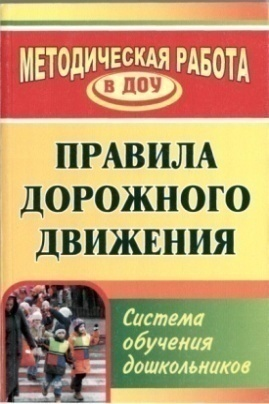 МЕТОДИЧЕСКАЯ РАБОТА
В ДОУ
ПРАВИЛА
ДОРОЖНОГО
ДВИЖЕНИЯ
Система
обучения
дошкольников